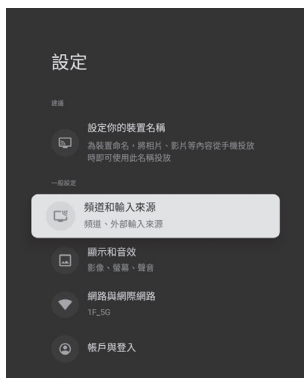 設定
建議
設定你的裝置名稱
為裝置命名，將相片、影片等內容從手機投放
時即可使用此名稱投放
一般設定
頻道和輸入來源
頻道、外部輸入來源
顯示和音效
影像、螢幕、聲音
網路與網際網路
1F_5G
帳戶與登入